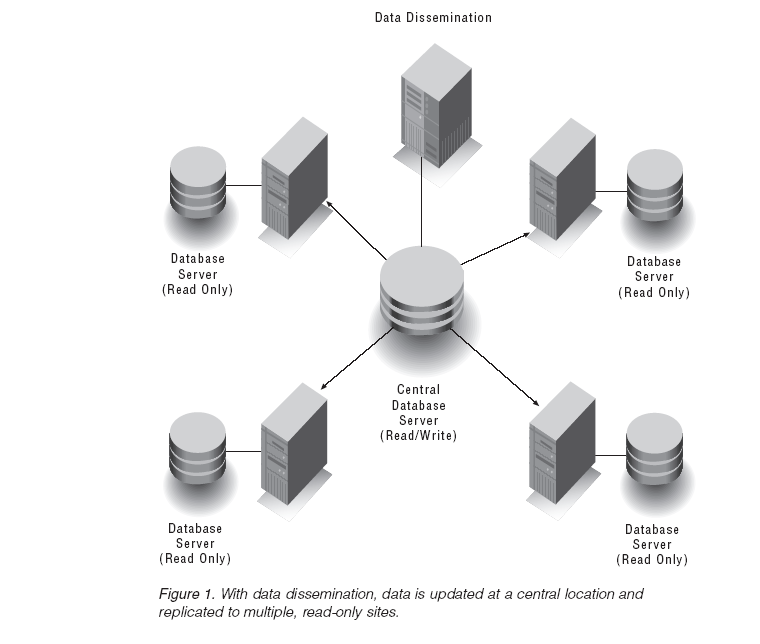 Data Dissemination
Database
Server
(Read Only)
Database
Server
(Read Only)
Central
Database
Server
(Read/Write)
Database
Server
(Read Only)
Database
Server
(Read Only)
Figure 1. With data dissemination, data is updated at a central location and
replicated to multiple, read-only sites.